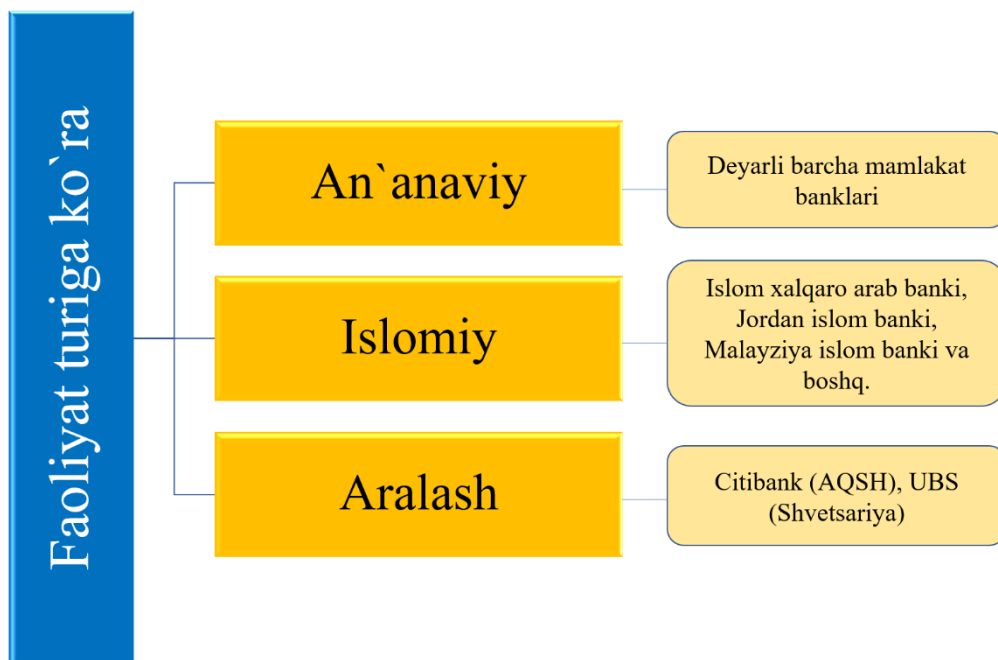 Faoliyat turiga ko`ra
An`anaviy
Deyarli barcha mamlakat
banklari
Islomiy
Islom xalqaro arab banki,
Jordan islom banki,
Malayziya islom banki va
boshq.
Aralash
Citibank (AQSH), UBS
(Shvetsariya)